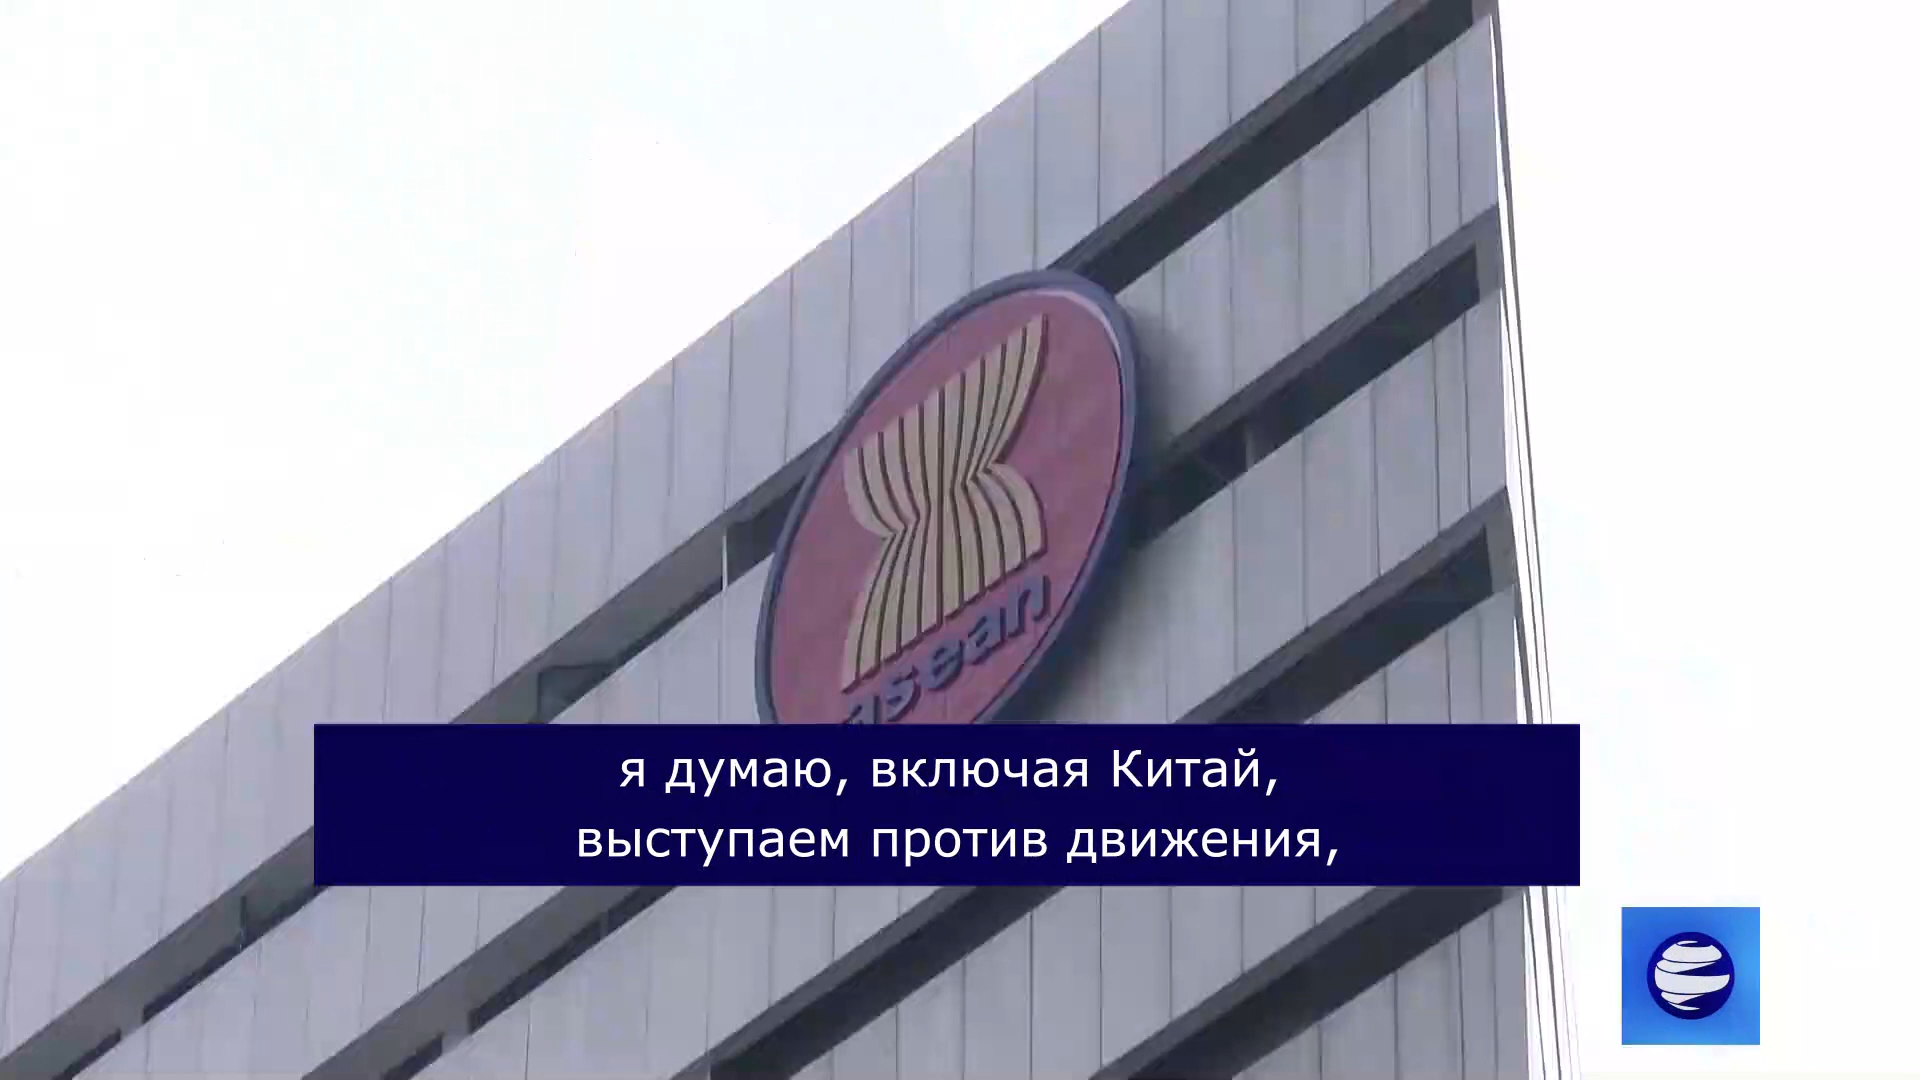 asean
я думаю, включая Китай,
выступаем против движения,